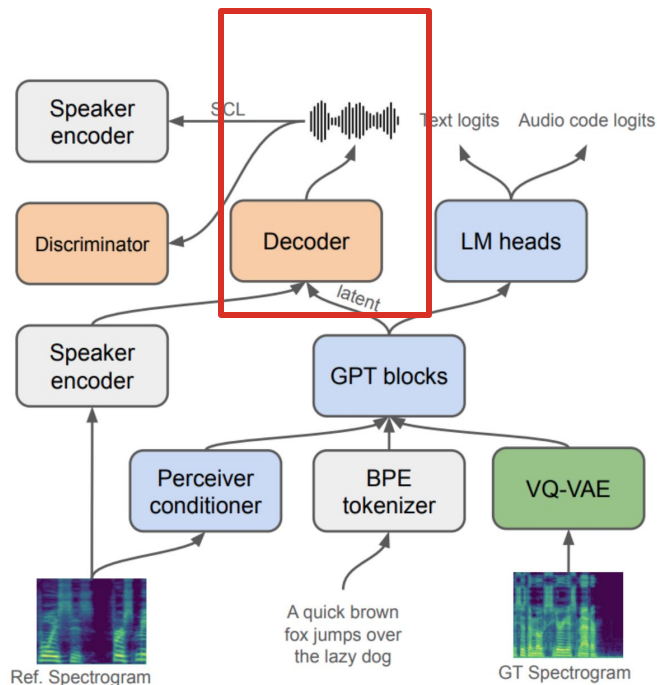 Speaker
encoder
SCL
Text logits
Audio code logits
Discriminator
Decoder
LM heads
latent
Speaker
encoder
GPT blocks
Perceiver
conditioner
BPE
tokenizer
VQ-VAE
A quick brown
fox jumps over
the lazy dog
Ref. Spectrogram
GT Spectrogram